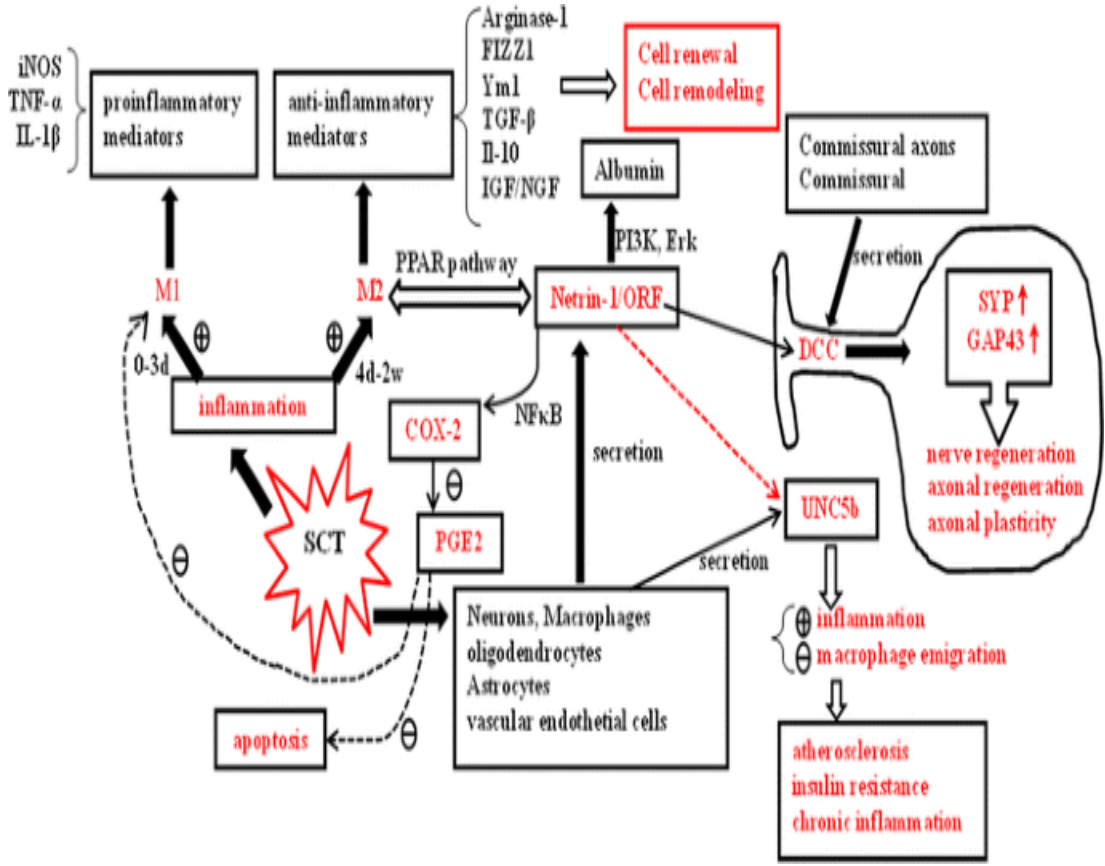 iNOS
TNF-α
IL-1β
proinflammatory
mediators
anti-inflammatory
mediators
Arginase-1
FIZZ1
Ym1
TGF-β
Il-10
IGF/NGF
Cell renewal
Cell remodeling
Albumin
Commissural axons
Commissural
PI3K, Erk
secretion
PPAR pathway
M1
M2
Netrin-1/ORF
SYP↑
GAP43↑
DCC
⊕
⊕
0-3d
4d-2w
inflammation
NFκB
COX-2
secretion
nerve regeneration
axonal regeneration
axonal plasticity
⊖
UNC5b
SCT
PGE2
⊖
secretion
Neurons, Macrophages
oligodendrocytes
Astrocytes
vascular endothetial cells
⊕ inflammation
⊖ macrophage emigration
apoptosis
⊖
atherosclerosis
insulin resistance
chronic inflammation